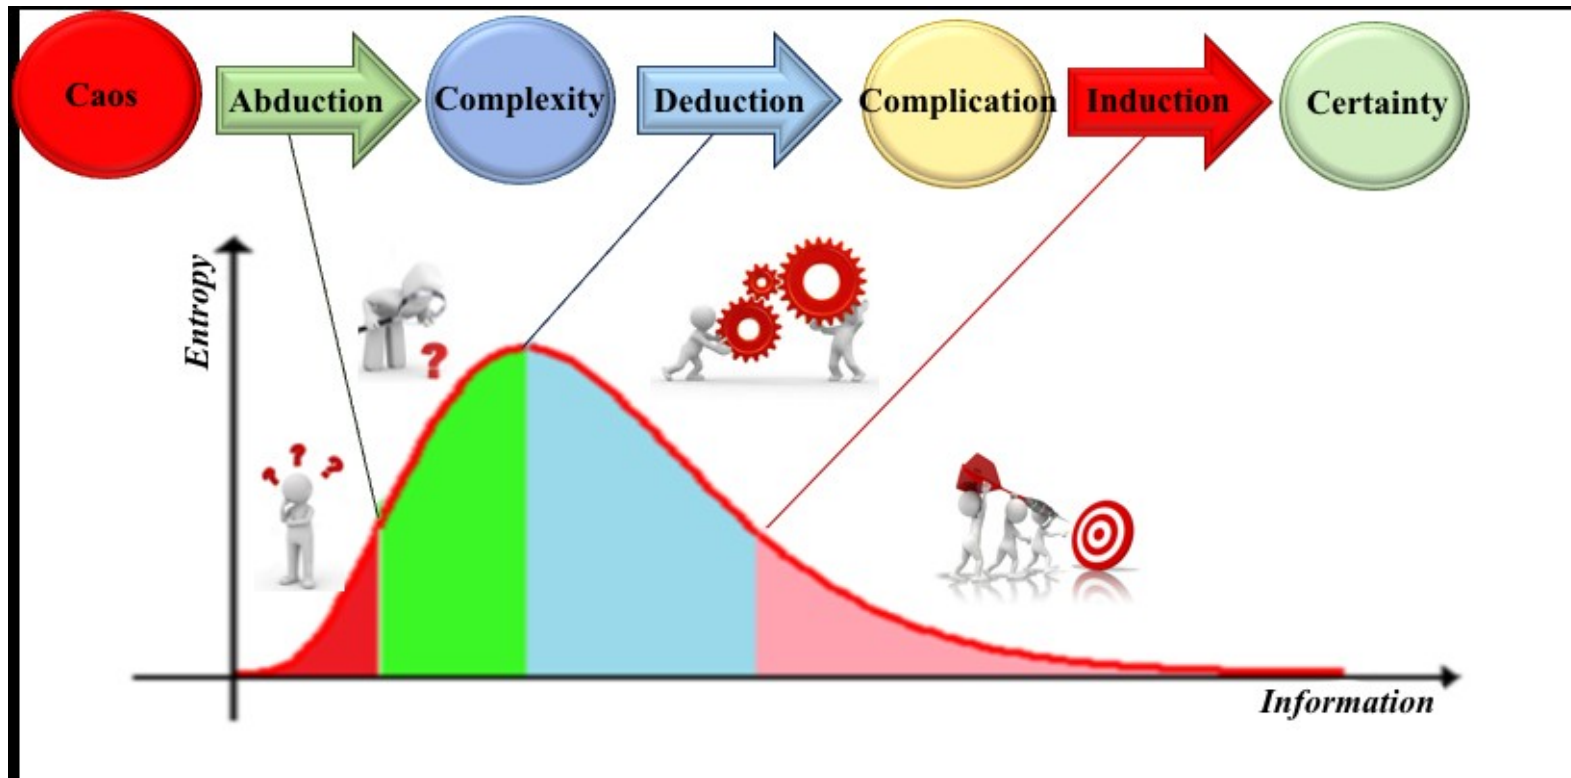 Caos
Abduction
Complexity
Deduction
Complication
Induction
Certainty
Entropy
?
? ? ?
Information